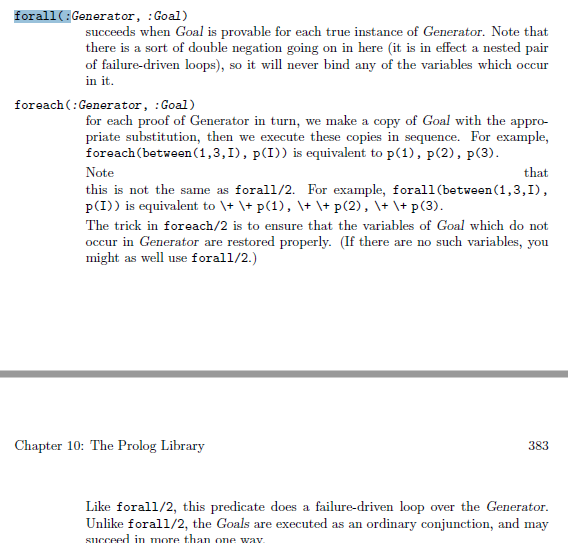 forall(:Generator, :Goal)
succeeds when Goal is provable for each true instance of Generator. Note that
there is a sort of double negation going on in here (it is in effect a nested pair
of failure-driven loops), so it will never bind any of the variables which occur
in it.
foreach(:Generator, :Goal)
for each proof of Generator in turn, we make a copy of Goal with the appro-
priate substitution, then we execute these copies in sequence. For example,
foreach(between(1,3,I), p(I)) is equivalent to p(1), p(2), p(3).
Note that
this is not the same as forall/2. For example, forall(between(1,3,I),
p(I)) is equivalent to \+ \+ p(1), \+ \+ p(2), \+ \+ p(3).
The trick in foreach/2 is to ensure that the variables of Goal which do not
occur in Generator are restored properly. (If there are no such variables, you
might as well use forall/2.)
Chapter 10: The Prolog Library 383
Like forall/2, this predicate does a failure-driven loop over the Generator.
Unlike forall/2, the Goals are executed as an ordinary conjunction, and may
succeed in more than one way.